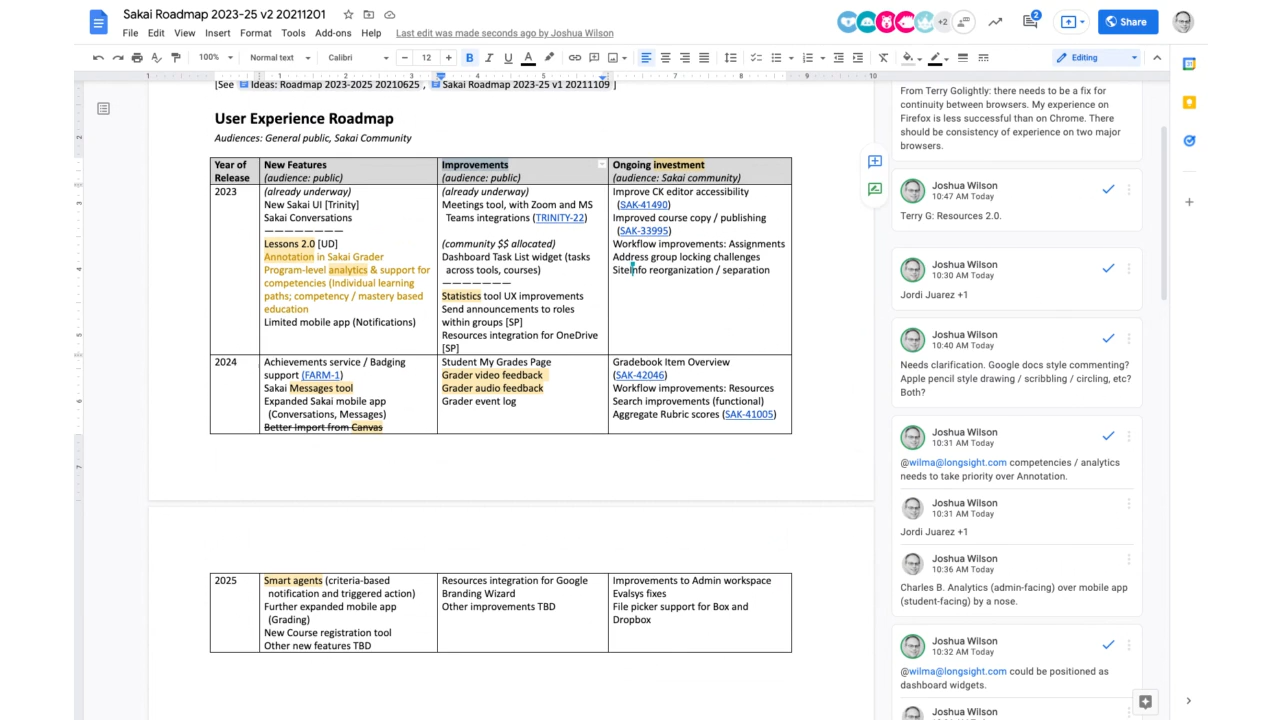 Sakai Roadmap 2023-25 v2 20211201
File Edit View Insert Format Tools Add-ons Help Last edit was made seconds ago by Joshua Wilson
+2
2
Share
100% Normal text Calibri 12 B I U A Editing
1 1 2 3 4 5 6 7 8 9 10
[See Ideas: Roadmap 2023-2025 20210625 , Sakai Roadmap 2023-25 v1 20211109 ]
User Experience Roadmap
Audiences: General public, Sakai Community
Year of Release
New Features
(audience: public)
Improvements
(audience: public)
Ongoing investment
(audience: Sakai community)
2023
(already underway)
New Sakai UI [Trinity]
Sakai Conversations
————————
Lessons 2.0 [UD]
Annotation in Sakai Grader
Program-level analytics & support for
competencies (Individual learning
paths; competency / mastery based
education
Limited mobile app (Notifications)
(already underway)
Meetings tool, with Zoom and MS
Teams integrations (TRINITY-22)
(community $$ allocated)
Dashboard Task List widget (tasks
across tools, courses)
———————
Statistics tool UX improvements
Send announcements to roles
within groups [SP]
Resources integration for OneDrive
[SP]
Improve CK editor accessibility
(SAK-41490)
Improved course copy / publishing
(SAK-33995)
Workflow improvements: Assignments
Address group locking challenges
SiteInfo reorganization / separation
2024
Achievements service / Badging
support (FARM-1)
Sakai Messages tool
Expanded Sakai mobile app
(Conversations, Messages)
Better Import from Canvas
Student My Grades Page
Grader video feedback
Grader audio feedback
Grader event log
Gradebook Item Overview
(SAK-42046)
Workflow improvements: Resources
Search improvements (functional)
Aggregate Rubric scores (SAK-41005)
2025
Smart agents (criteria-based
notification and triggered action)
Further expanded mobile app
(Grading)
New Course registration tool
Other new features TBD
Resources integration for Google
Branding Wizard
Other improvements TBD
Improvements to Admin workspace
Evalsys fixes
File picker support for Box and
Dropbox
From Terry Golightly: there needs to be a fix for
continuity between browsers. My experience on
Firefox is less successful than on Chrome. There
should be consistency of experience on two major
browsers.
Joshua Wilson
10:47 AM Today
Terry G: Resources 2.0.
Joshua Wilson
10:30 AM Today
Jordi Juarez +1
Joshua Wilson
10:40 AM Today
Needs clarification. Google docs style commenting?
Apple pencil style drawing / scribbling / circling, etc?
Both?
Joshua Wilson
10:31 AM Today
@wilma@longsight.com competencies / analytics
needs to take priority over Annotation.
Joshua Wilson
10:31 AM Today
Jordi Juarez +1
Joshua Wilson
10:36 AM Today
Charles B. Analytics (admin-facing) over mobile app
(student-facing) by a nose.
Joshua Wilson
10:32 AM Today
@wilma@longsight.com could be positioned as
dashboard widgets.
Joshua Wilson